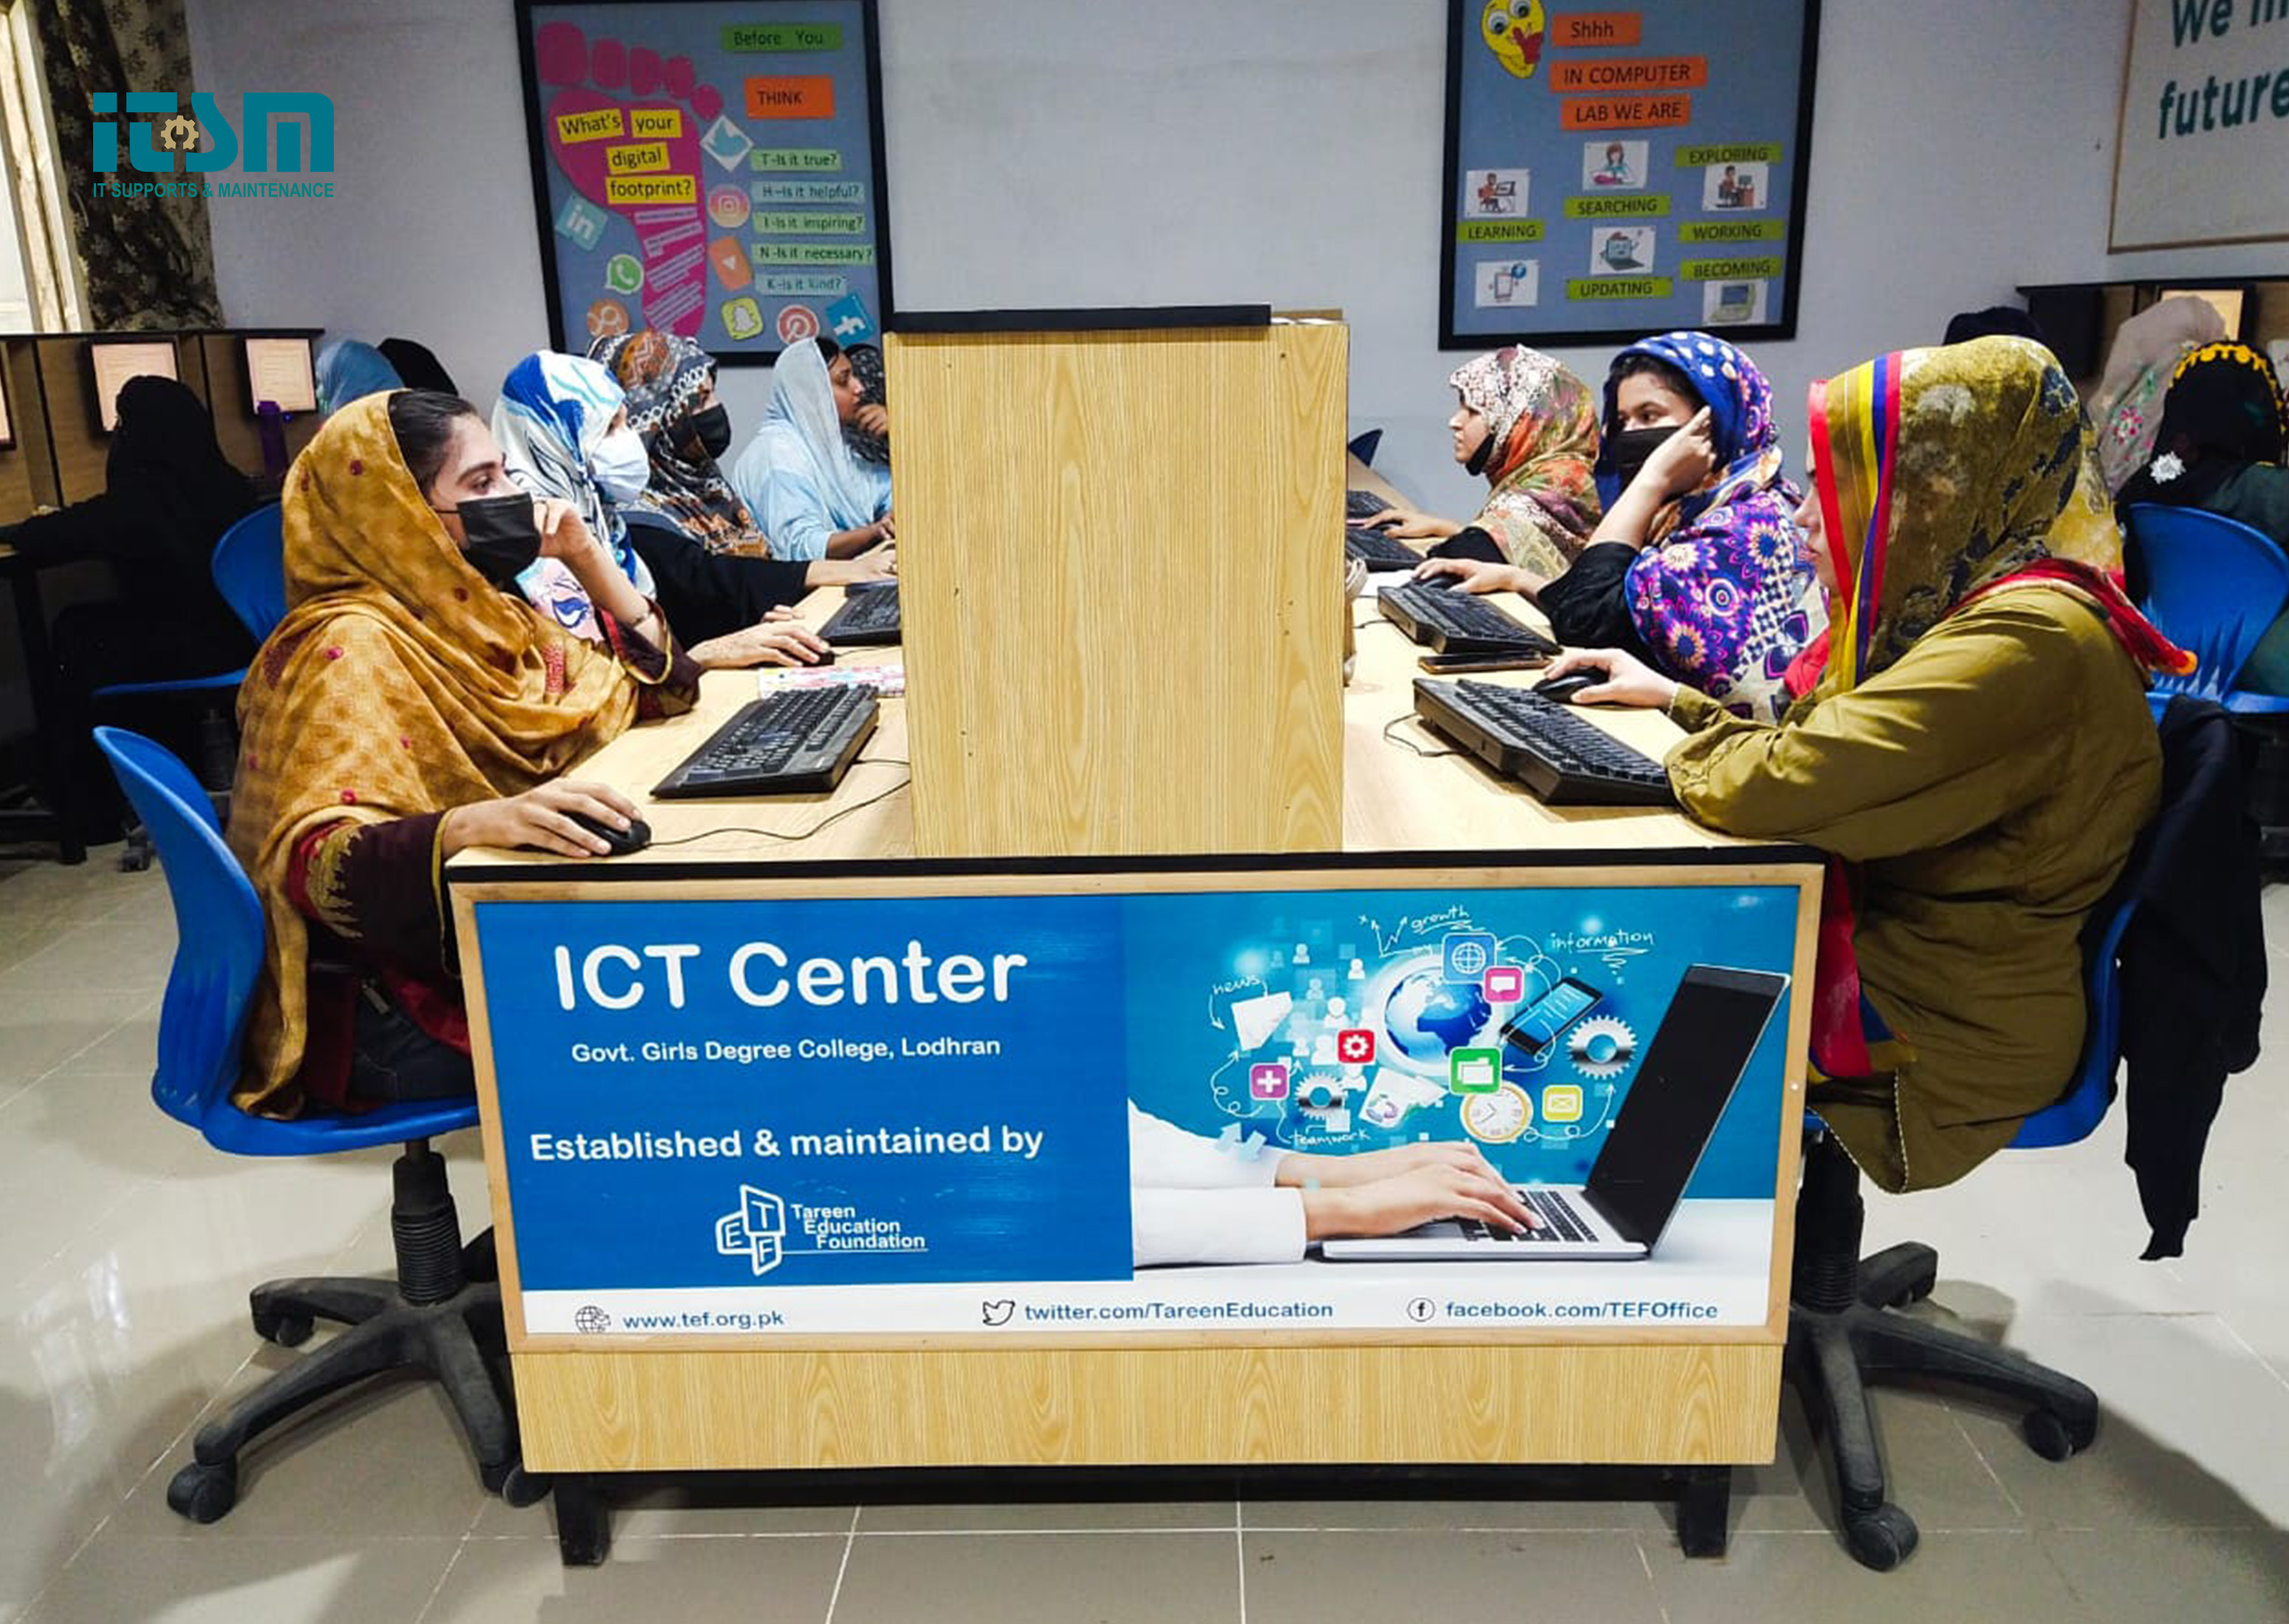 iTSM
IT SUPPORTS & MAINTENANCE
Before You
THINK
What's your
digital
footprint?
T-Is it true?
H-Is it helpful?
I-Is it inspiring?
N-Is it necessary?
K-Is it kind?
in
Shhh
IN COMPUTER
LAB WE ARE
EXPLORING
SEARCHING
LEARNING
WORKING
BECOMING
UPDATING
We
future
ICT Center
Govt. Girls Degree College, Lodhran
Established & maintained by
TEF
Tareen
Education
Foundation
growth
information
news
teamwork
www.tef.org.pk
twitter.com/TareenEducation
facebook.com/TEFOffice